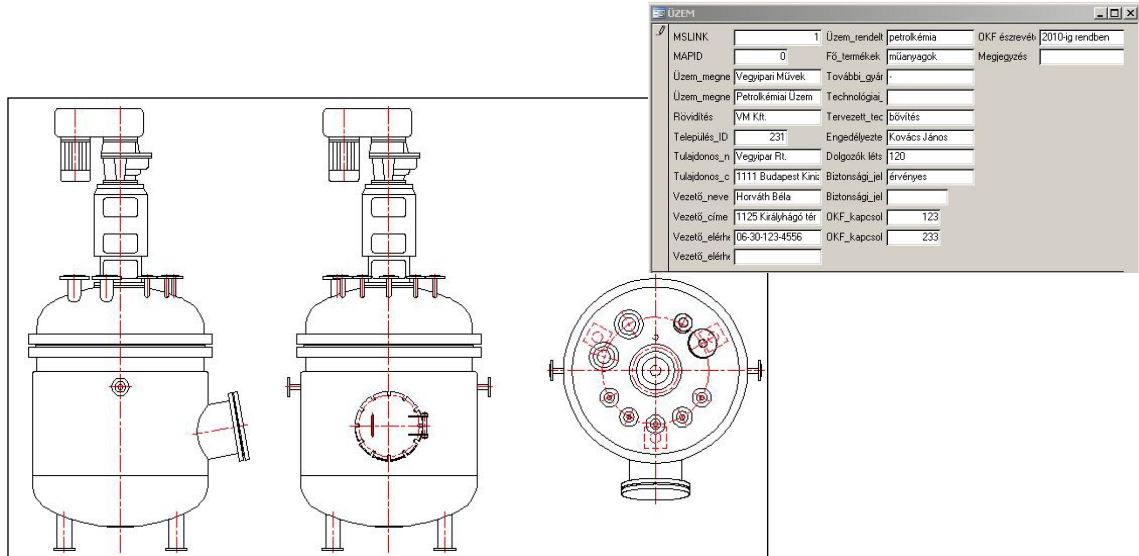 ÜZEM
MSLINK 1 Üzem_rendelt petrolkémia OKF észrevét 2010-ig rendben
MAPID 0 Fő_termékek műanyagok Megjegyzés
Üzem_megne Vegyipari Művek További_gyár -
Üzem_megne Petrolkémiai Üzem Technológiai_
Rövidítés VM Kft. Tervezett_tec bővítés
Település_ID 231 Engedélyezte Kovács János
Tulajdonos_n Vegyipar Rt. Dolgozók léts 120
Tulajdonos_c 1111 Budapest Kiniz Biztonsági_jel érvényes
Vezető_neve Horváth Béla Biztonsági_jel
Vezető_címe 1125 Királyhágó tér OKF_kapcsol 123
Vezető_elérhe 06-30-123-4556 OKF_kapcsol 233
Vezető_elérhe